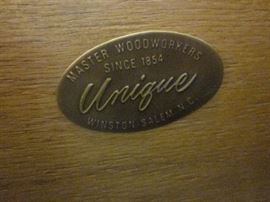 MASTER WOODWORKERS
SINCE 1854
Unique
WINSTON-SALEM, N.C.